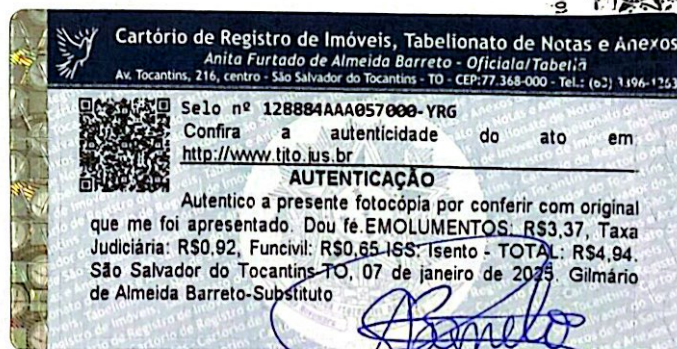 Cartório de Registro de Imóveis, Tabelionato de Notas e Anexos
Anita Furtado de Almeida Barreto - Oficiala/Tabeliã
Av. Tocantins, 216, centro - São Salvador do Tocantins - TO - CEP:77.368-000 - Tel.: (63) 3396-1263
Selo nº 128884AAA057000-YRG
Confira a autenticidade do ato em
http://www.tjto.jus.br
AUTENTICAÇÃO
Autentico a presente fotocópia por conferir com original
que me foi apresentado. Dou fé.EMOLUMENTOS: R$3,37, Taxa
Judiciária: R$0,92, Funcivil: R$0,65 ISS: Isento - TOTAL: R$4,94.
São Salvador do Tocantins-TO, 07 de janeiro de 2025. Gilmário
de Almeida Barreto-Substituto